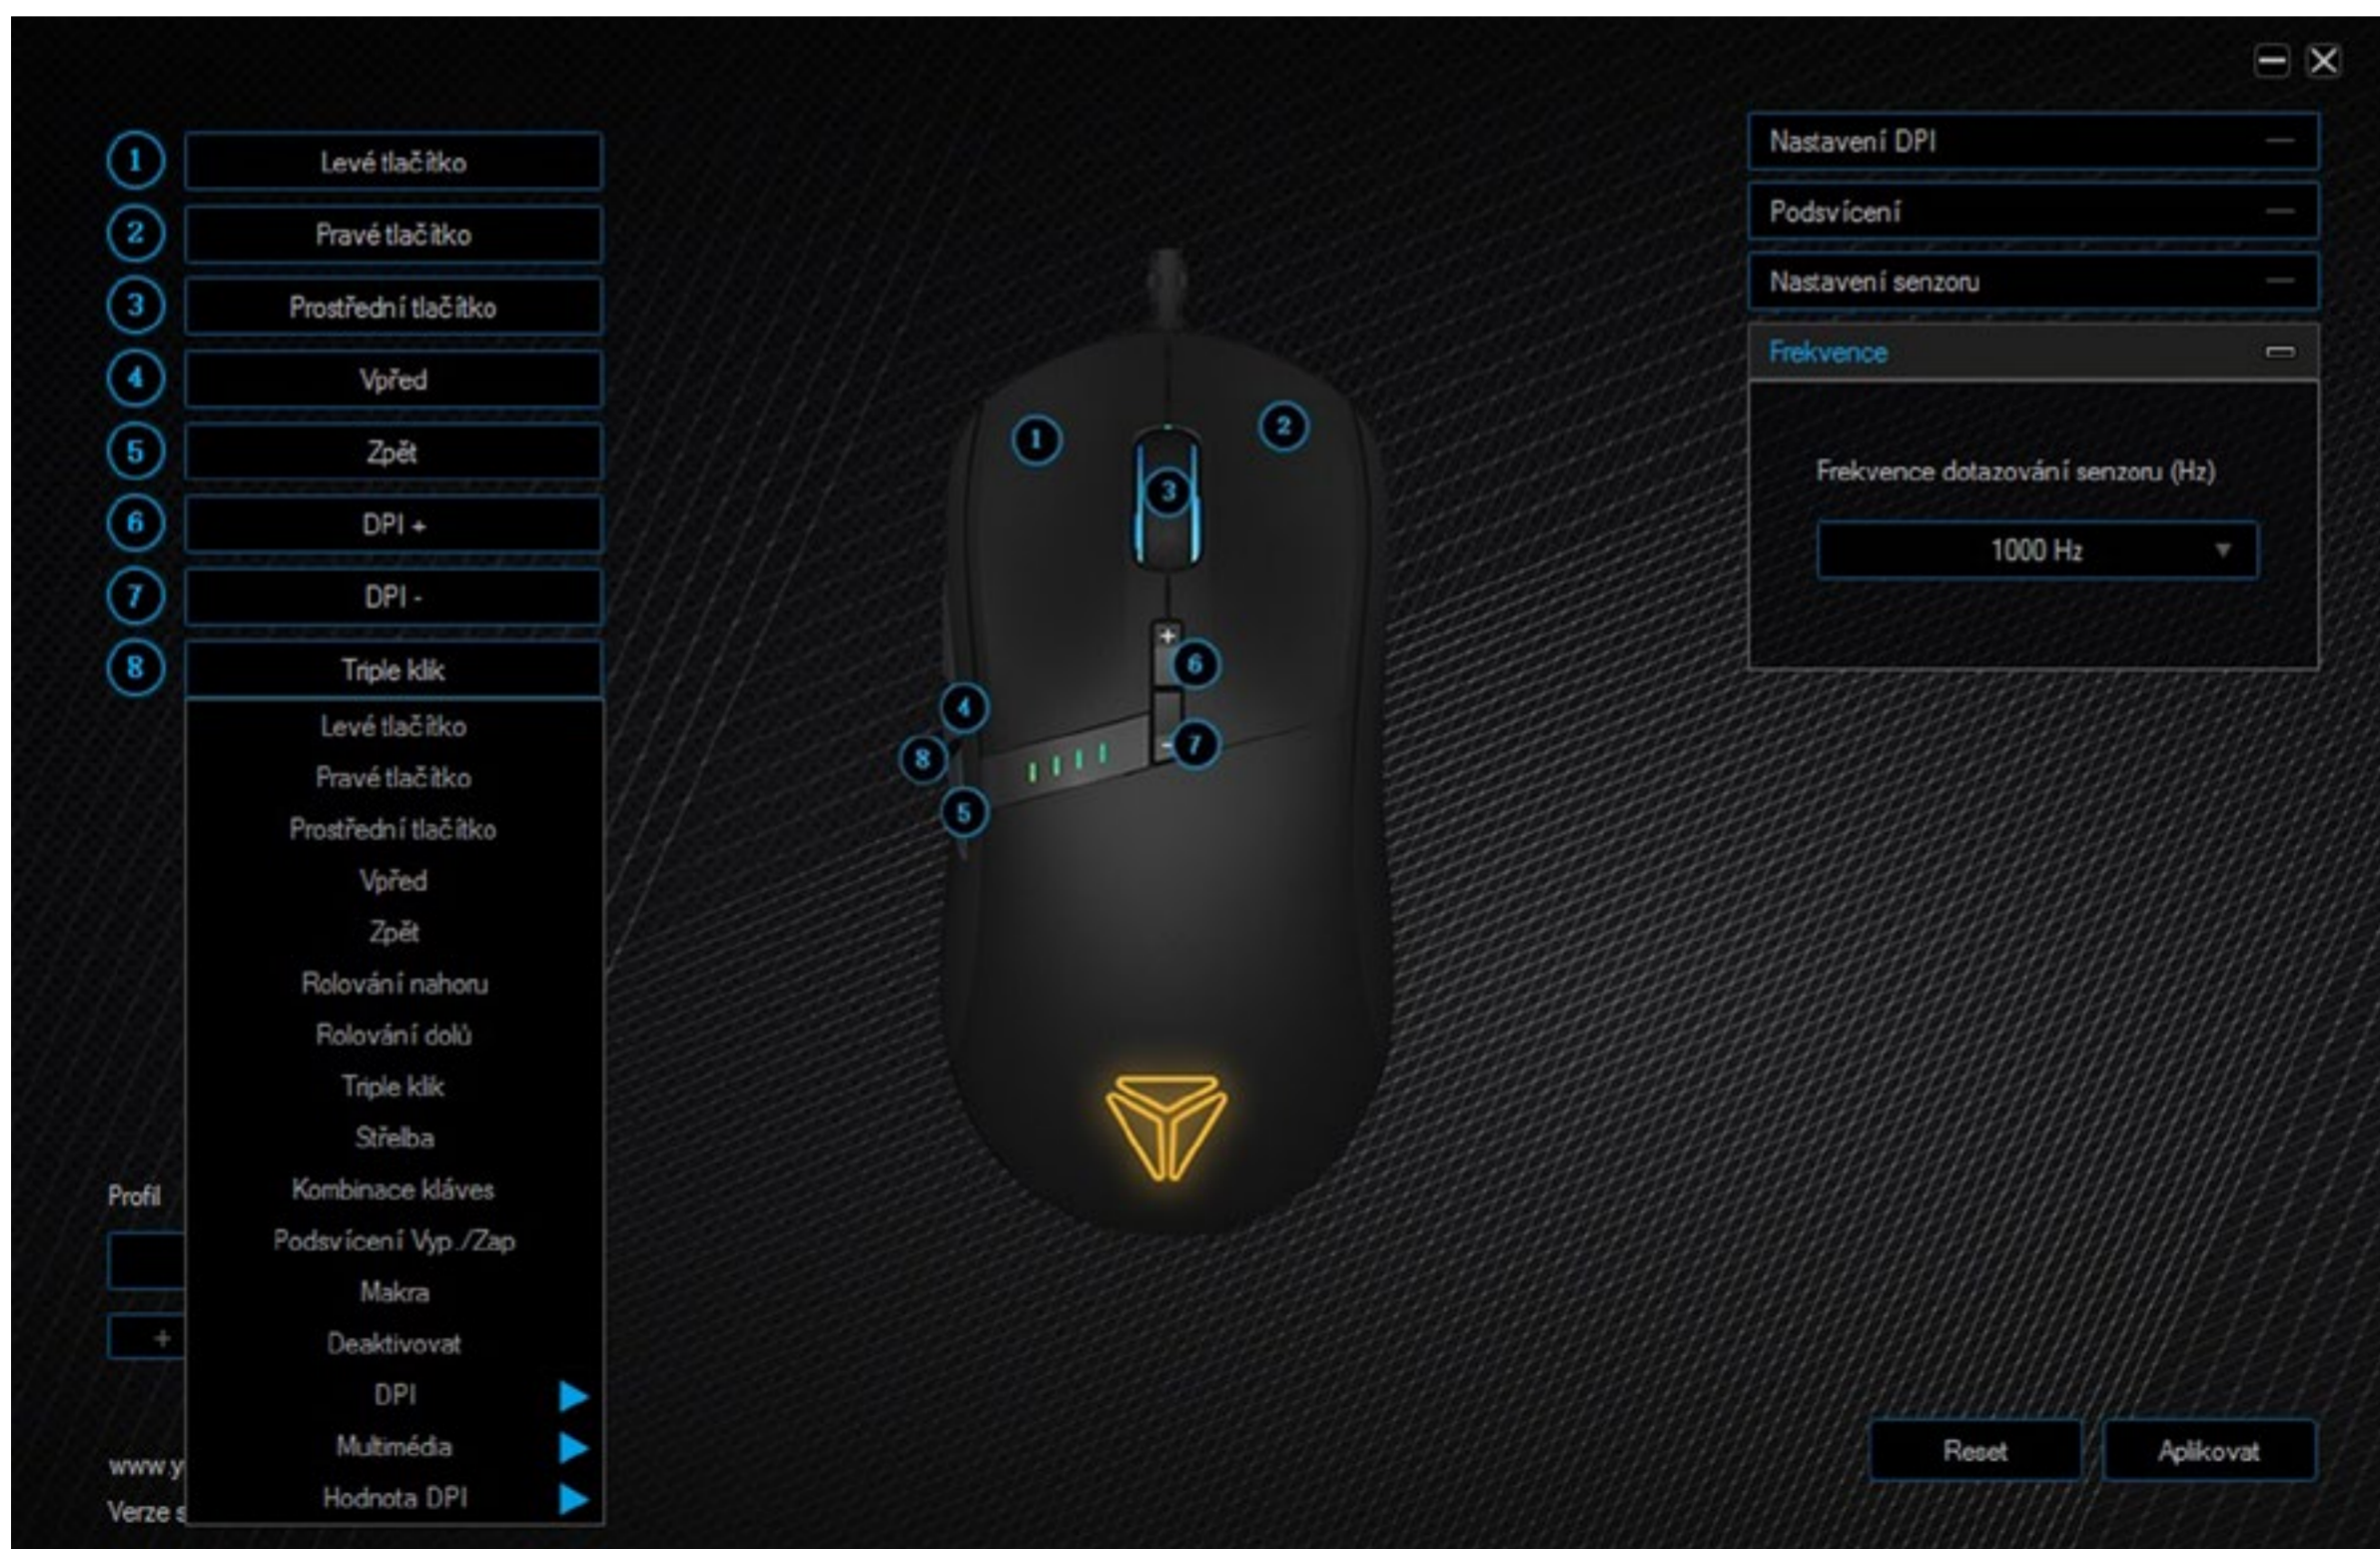 1 Levé tlačítko
2 Pravé tlačítko
3 Prostřední tlačítko
4 Vpřed
5 Zpět
6 DPI +
7 DPI -
8 Triple klik
Levé tlačítko
Pravé tlačítko
Prostřední tlačítko
Vpřed
Zpět
Rolování nahoru
Rolování dolů
Triple klik
Střelba
Kombinace kláves
Podsvícení Vyp./Zap
Makra
Deaktivovat
DPI
Multimédia
Hodnota DPI
Profil
+
www.y
Verze s
1
2
3
+
6
4
- 7
8
5
Nastavení DPI
Podsvícení
Nastavení senzoru
Frekvence
Frekvence dotazování senzoru (Hz)
1000 Hz
Reset
Aplikovat